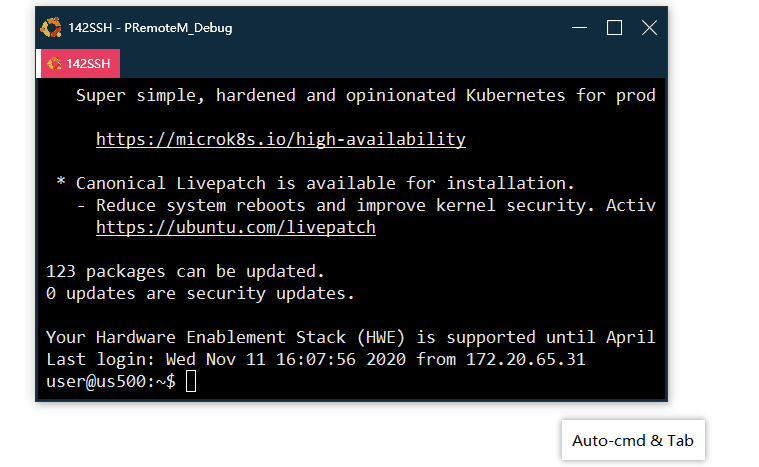 142SSH - PRemoteM_Debug
142SSH
Super simple, hardened and opinionated Kubernetes for prod
https://microk8s.io/high-availability
* Canonical Livepatch is available for installation.
- Reduce system reboots and improve kernel security. Activ
https://ubuntu.com/livepatch
123 packages can be updated.
0 updates are security updates.
Your Hardware Enablement Stack (HWE) is supported until April
Last login: Wed Nov 11 16:07:56 2020 from 172.20.65.31
user@us500:~$
Auto-cmd & Tab